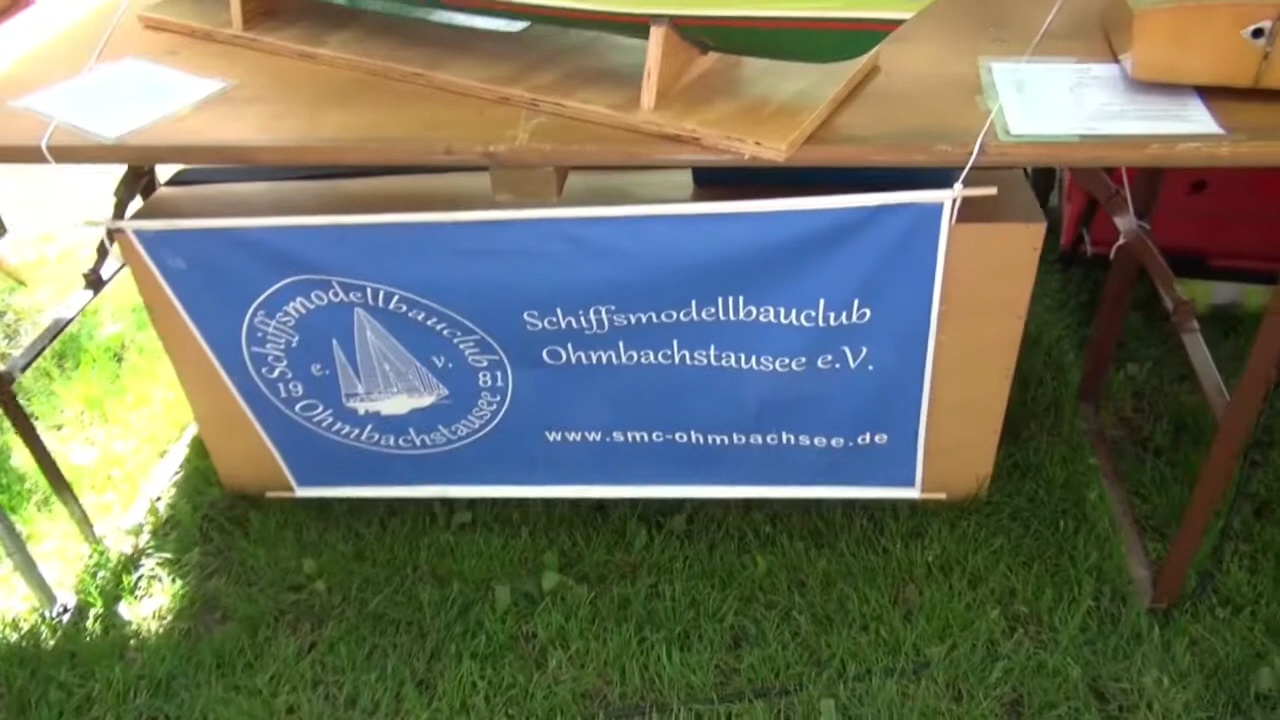 Schiffsmodellbauclub
e. V.
19 81
Ohmbachstausee
Schiffsmodellbauclub
Ohmbachstausee e.V.
www.smc-ohmbachsee.de